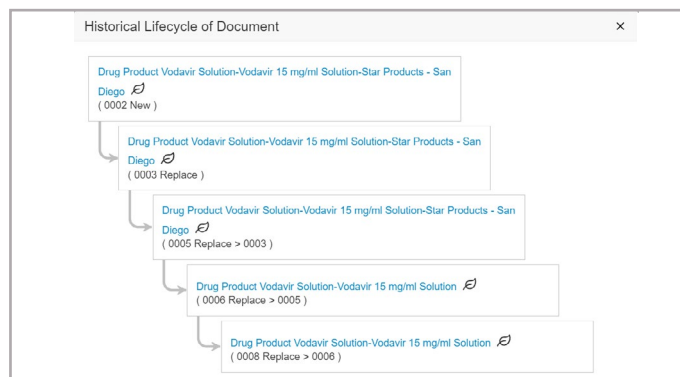 Historical Lifecycle of Document
Drug Product Vodavir Solution-Vodavir 15 mg/ml Solution-Star Products - San
Diego
( 0002 New )
Drug Product Vodavir Solution-Vodavir 15 mg/ml Solution-Star Products - San
Diego
( 0003 Replace )
Drug Product Vodavir Solution-Vodavir 15 mg/ml Solution-Star Products - San
Diego
( 0005 Replace > 0003 )
Drug Product Vodavir Solution-Vodavir 15 mg/ml Solution
( 0006 Replace > 0005 )
Drug Product Vodavir Solution-Vodavir 15 mg/ml Solution
( 0008 Replace > 0006 )